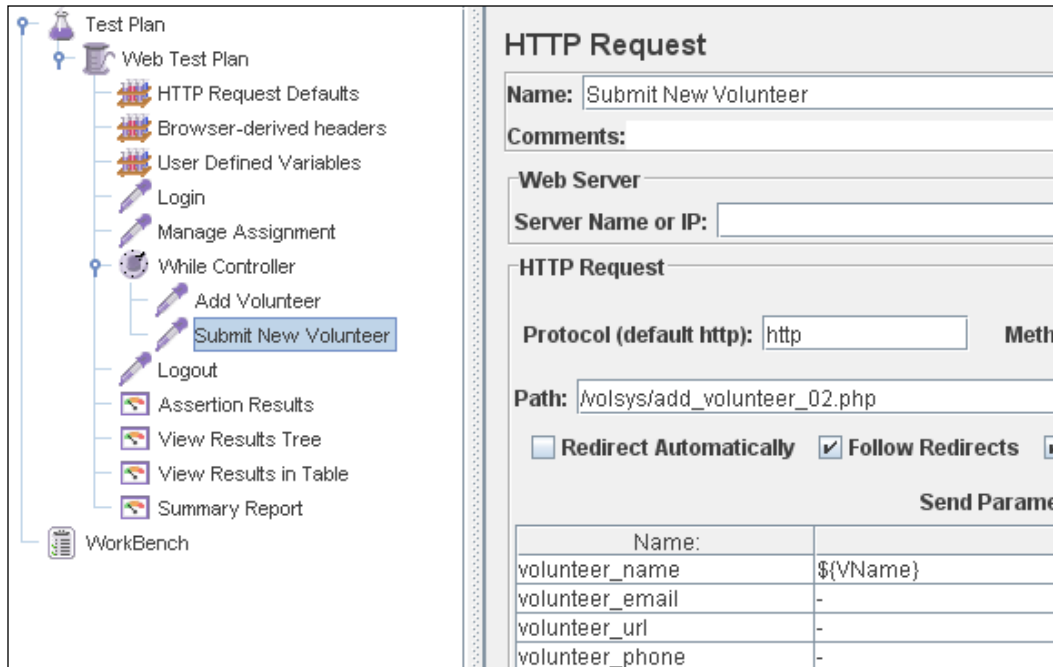 Test Plan
Web Test Plan
HTTP Request Defaults
Browser-derived headers
User Defined Variables
Login
Manage Assignment
While Controller
Add Volunteer
Submit New Volunteer
Logout
Assertion Results
View Results Tree
View Results in Table
Summary Report
WorkBench
HTTP Request
Name: Submit New Volunteer
Comments:
Web Server
Server Name or IP:
HTTP Request
Protocol (default http): http Meth
Path: /volsys/add_volunteer_02.php
Redirect Automatically Follow Redirects
Send Parame
Name:
volunteer_name ${VName}
volunteer_email -
volunteer_url -
volunteer_phone -